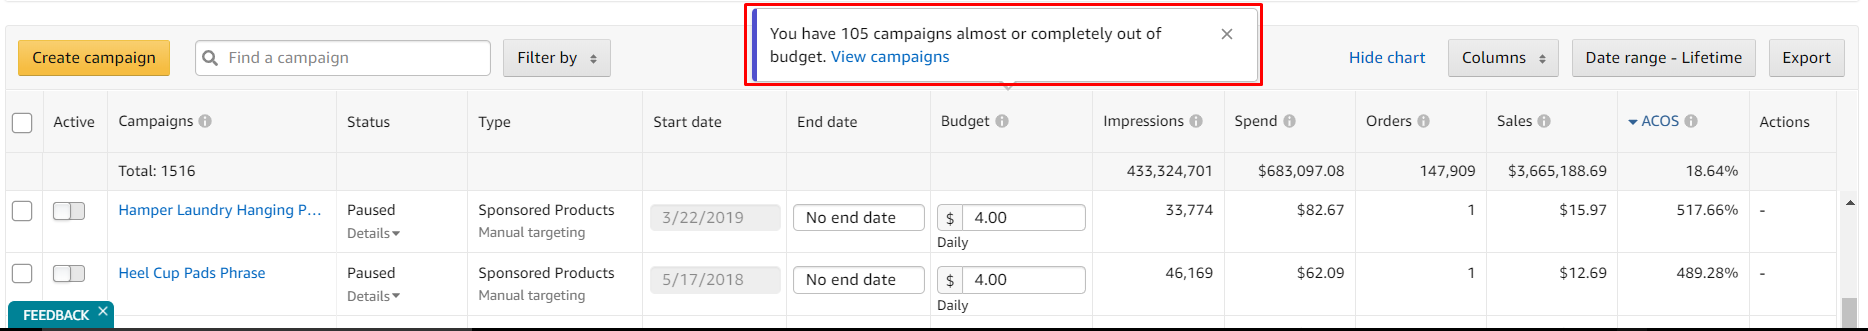 You have 105 campaigns almost or completely out of
budget. View campaigns
Create campaign Find a campaign Filter by Hide chart Columns Date range - Lifetime Export
Active Campaigns Status Type Start date End date Budget Impressions Spend Orders Sales ACOS Actions
Total: 1516 433,324,701 $683,097.08 147,909 $3,665,188.69 18.64%
Hamper Laundry Hanging P... Paused Sponsored Products 3/22/2019 No end date $ 4.00 33,774 $82.67 1 $15.97 517.66% -
Details Manual targeting Daily
Heel Cup Pads Phrase Paused Sponsored Products 5/17/2018 No end date $ 4.00 46,169 $62.09 1 $12.69 489.28% -
Details Manual targeting Daily
FEEDBACK